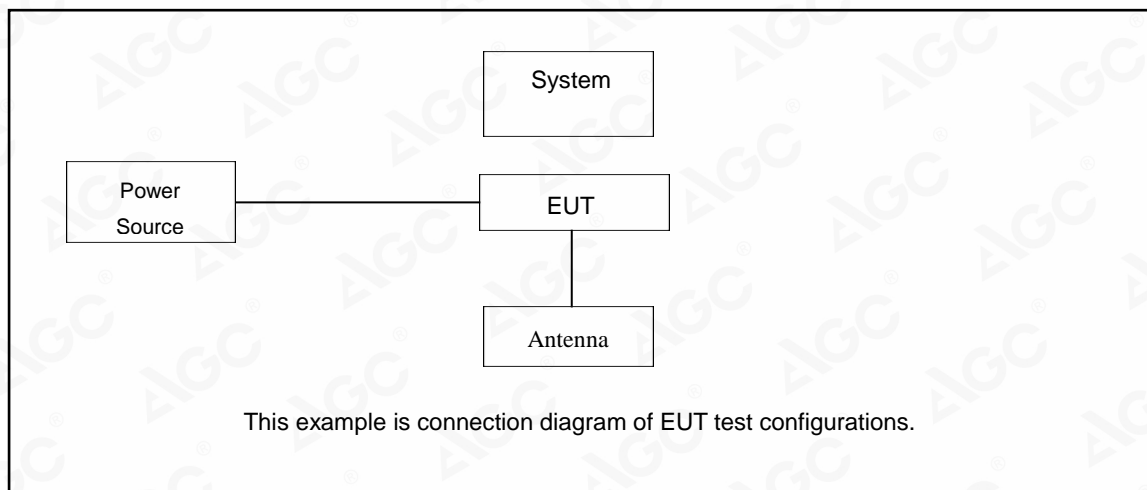 System
Power
Source
EUT
Antenna
This example is connection diagram of EUT test configurations.